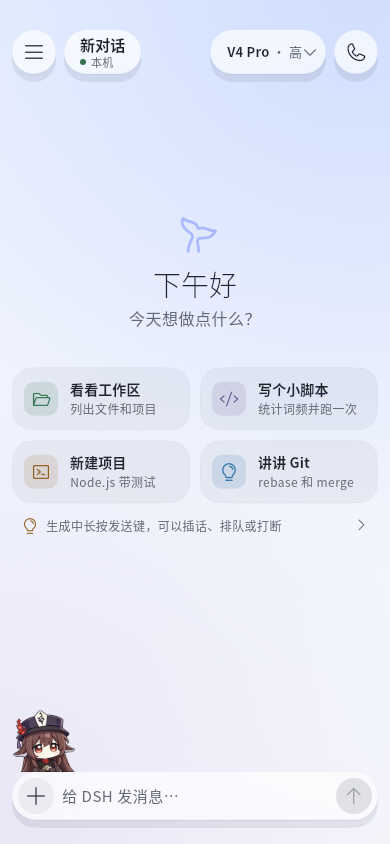 新对话
本机
V4 Pro · 高
下午好
今天想做点什么？
看看工作区
列出文件和项目
写个小脚本
统计词频并跑一次
新建项目
Node.js 带测试
讲讲 Git
rebase 和 merge
生成中长按发送键，可以插话、排队或打断
给 DSH 发消息…